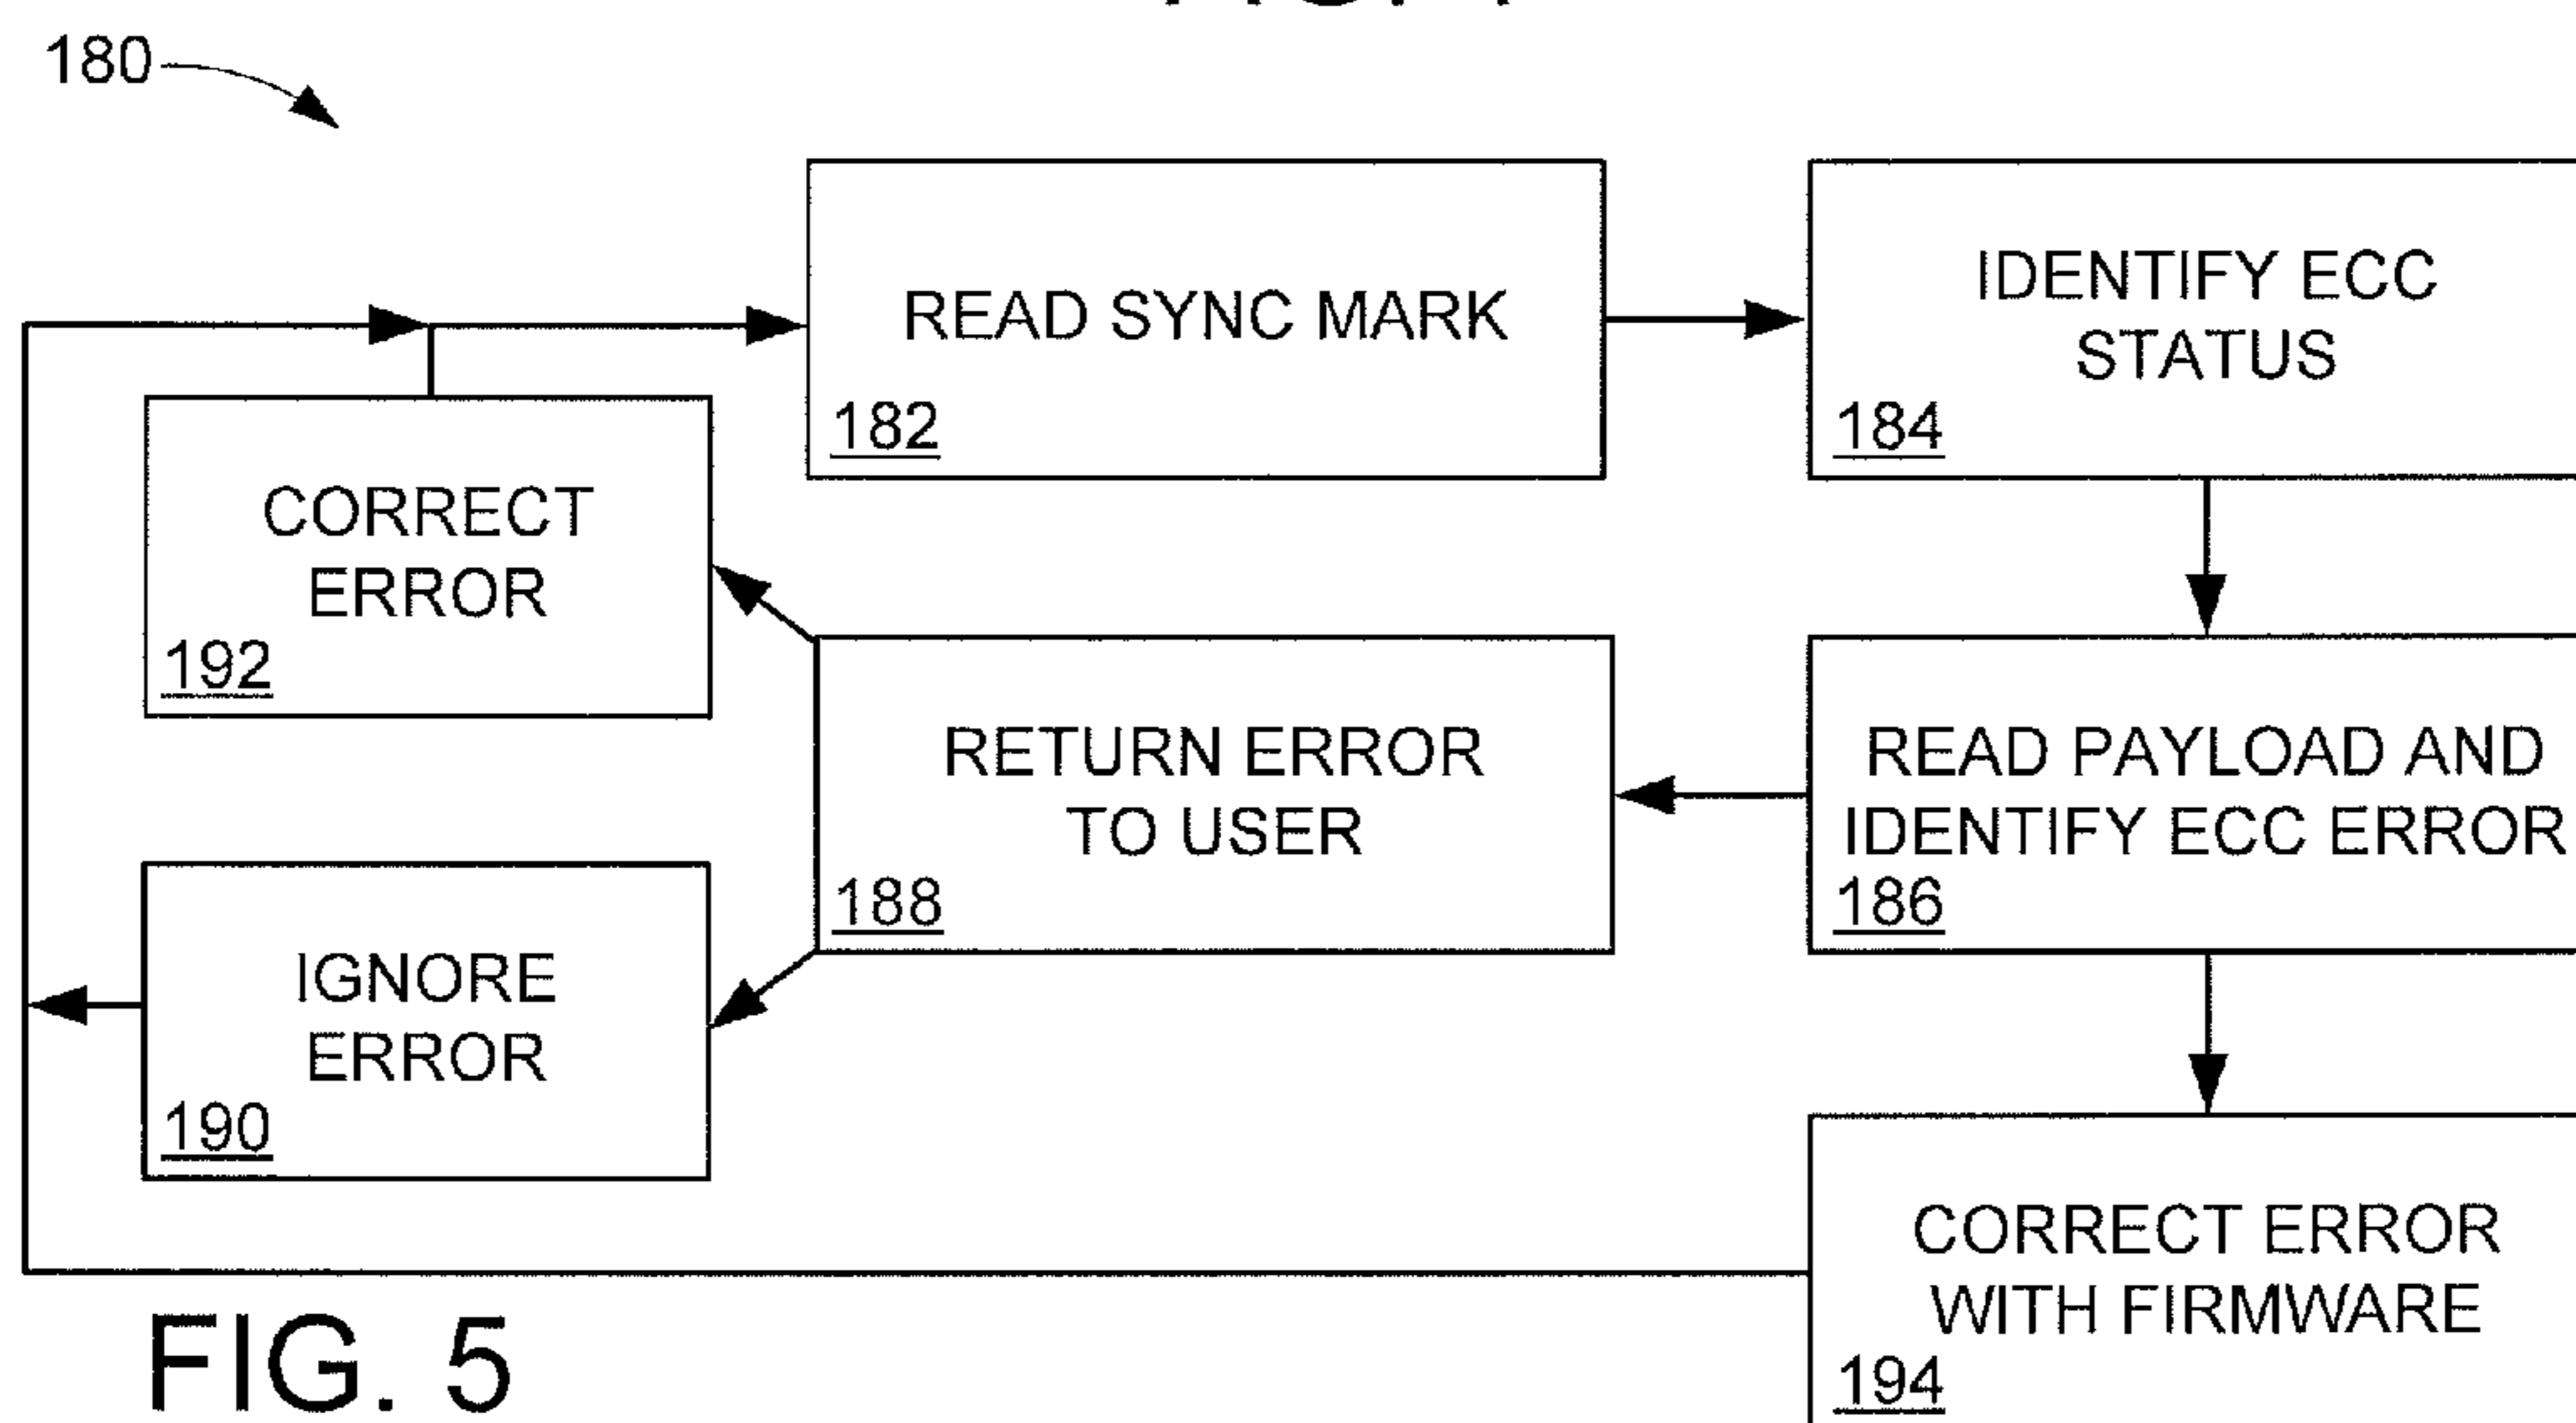 180
READ SYNC MARK
182
IDENTIFY ECC
STATUS
184
CORRECT
ERROR
192
RETURN ERROR
TO USER
188
READ PAYLOAD AND
IDENTIFY ECC ERROR
186
IGNORE
ERROR
190
CORRECT ERROR
WITH FIRMWARE
194
FIG. 5